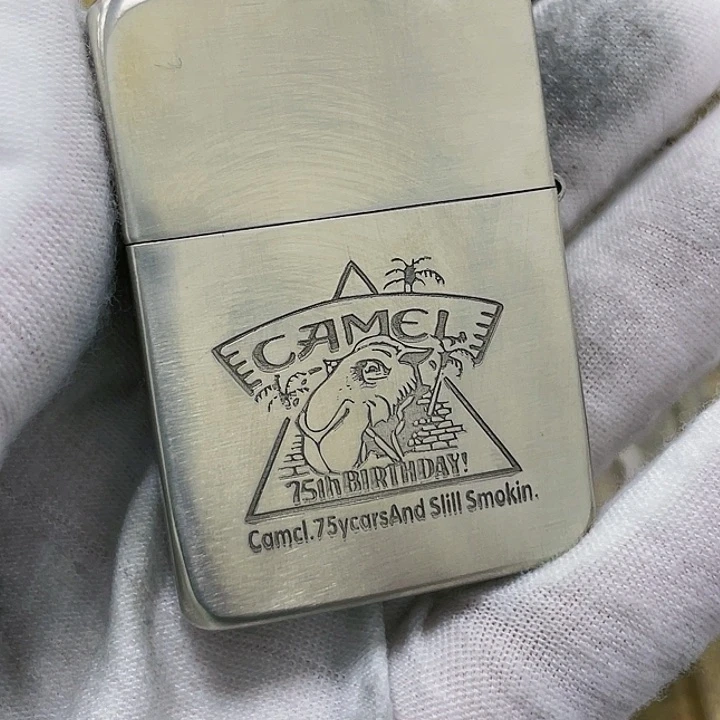 CAMEL
75th BIRTHDAY!
Camcl.75ycarsAnd Slill Smokin.